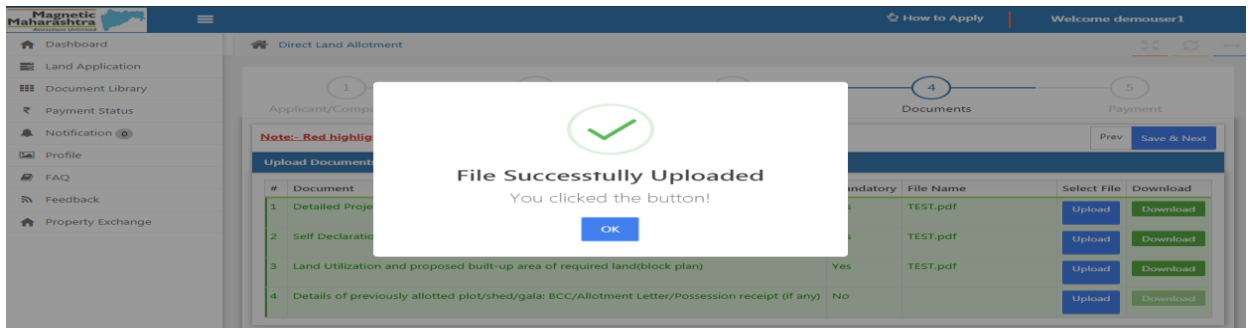 Magnetic
Maharashtra
How to Apply
Welcome demouser1
Dashboard
Direct Land Allotment
Land Application
Document Library
Payment Status
Notification 0
Profile
FAQ
Feedback
Property Exchange
1
4
5
Applicant/Comp
Documents
Payment
Note:- Red highlig
Prev
Save & Next
Upload Documents
# Document
File Name
Select File
Download
File Successfully Uploaded
You clicked the button!
OK
1 Detailed Proje
TEST.pdf
Upload
Download
2 Self Declaratio
TEST.pdf
Upload
Download
3 Land Utilization and proposed built-up area of required land(block plan) Yes TEST.pdf Upload Download
4 Details of previously allotted plot/shed/gala: BCC/Allotment Letter/Possession receipt (if any) No Upload Download